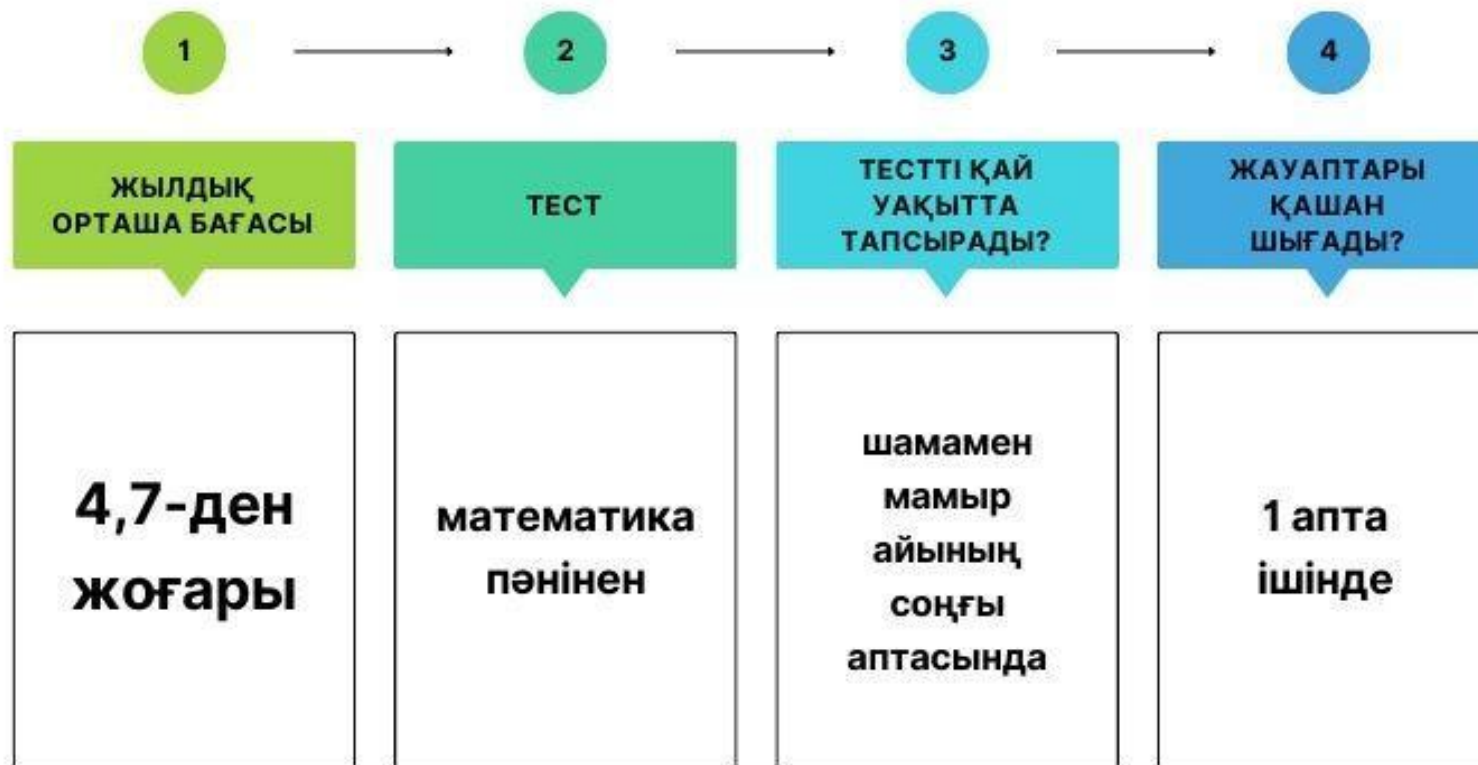 1
2
3
4
ЖЫЛДЫҚ
ОРТАША БАҒАСЫ
ТЕСТ
ТЕСТТІ ҚАЙ
УАҚЫТТА
ТАПСЫРАДЫ?
ЖАУАПТАРЫ
ҚАШАН
ШЫҒАДЫ?
4,7-ден
жоғары
математика
пәнінен
шамамен
мамыр
айының
соңғы
аптасында
1 апта
ішінде